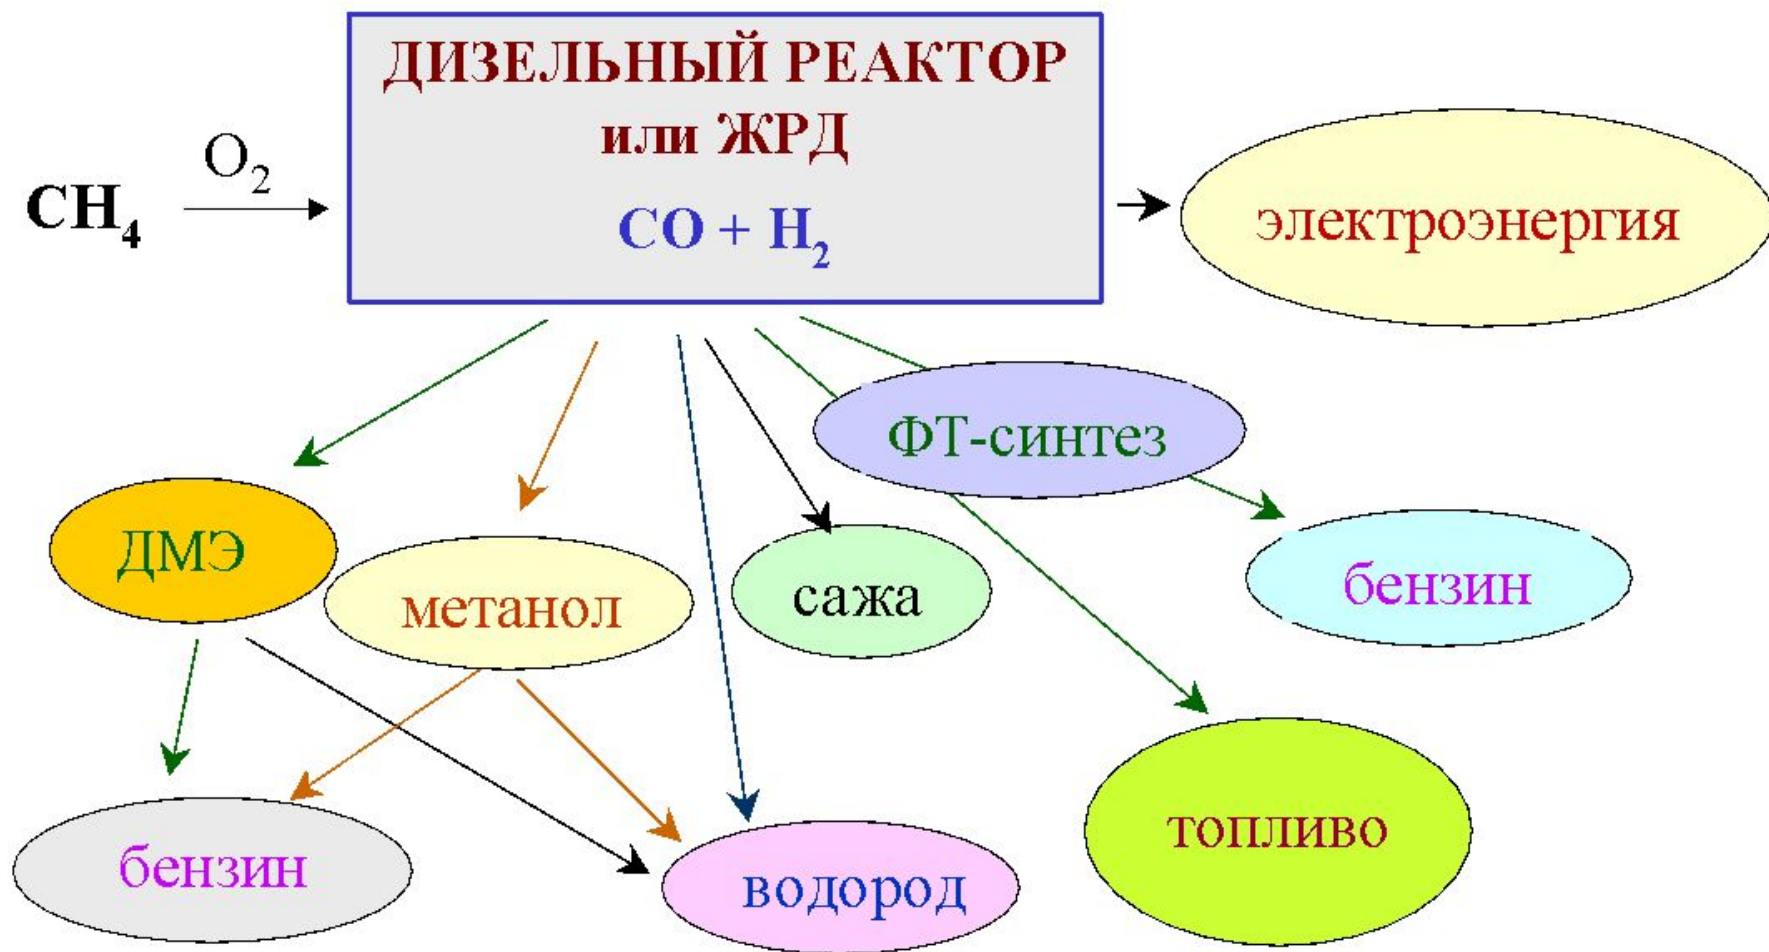 ДИЗЕЛЬНЫЙ РЕАКТОР
или ЖРД
CH₄
O₂
CO + H₂
электроэнергия
ФТ-синтез
ДМЭ
метанол
сажа
бензин
бензин
водород
топливо